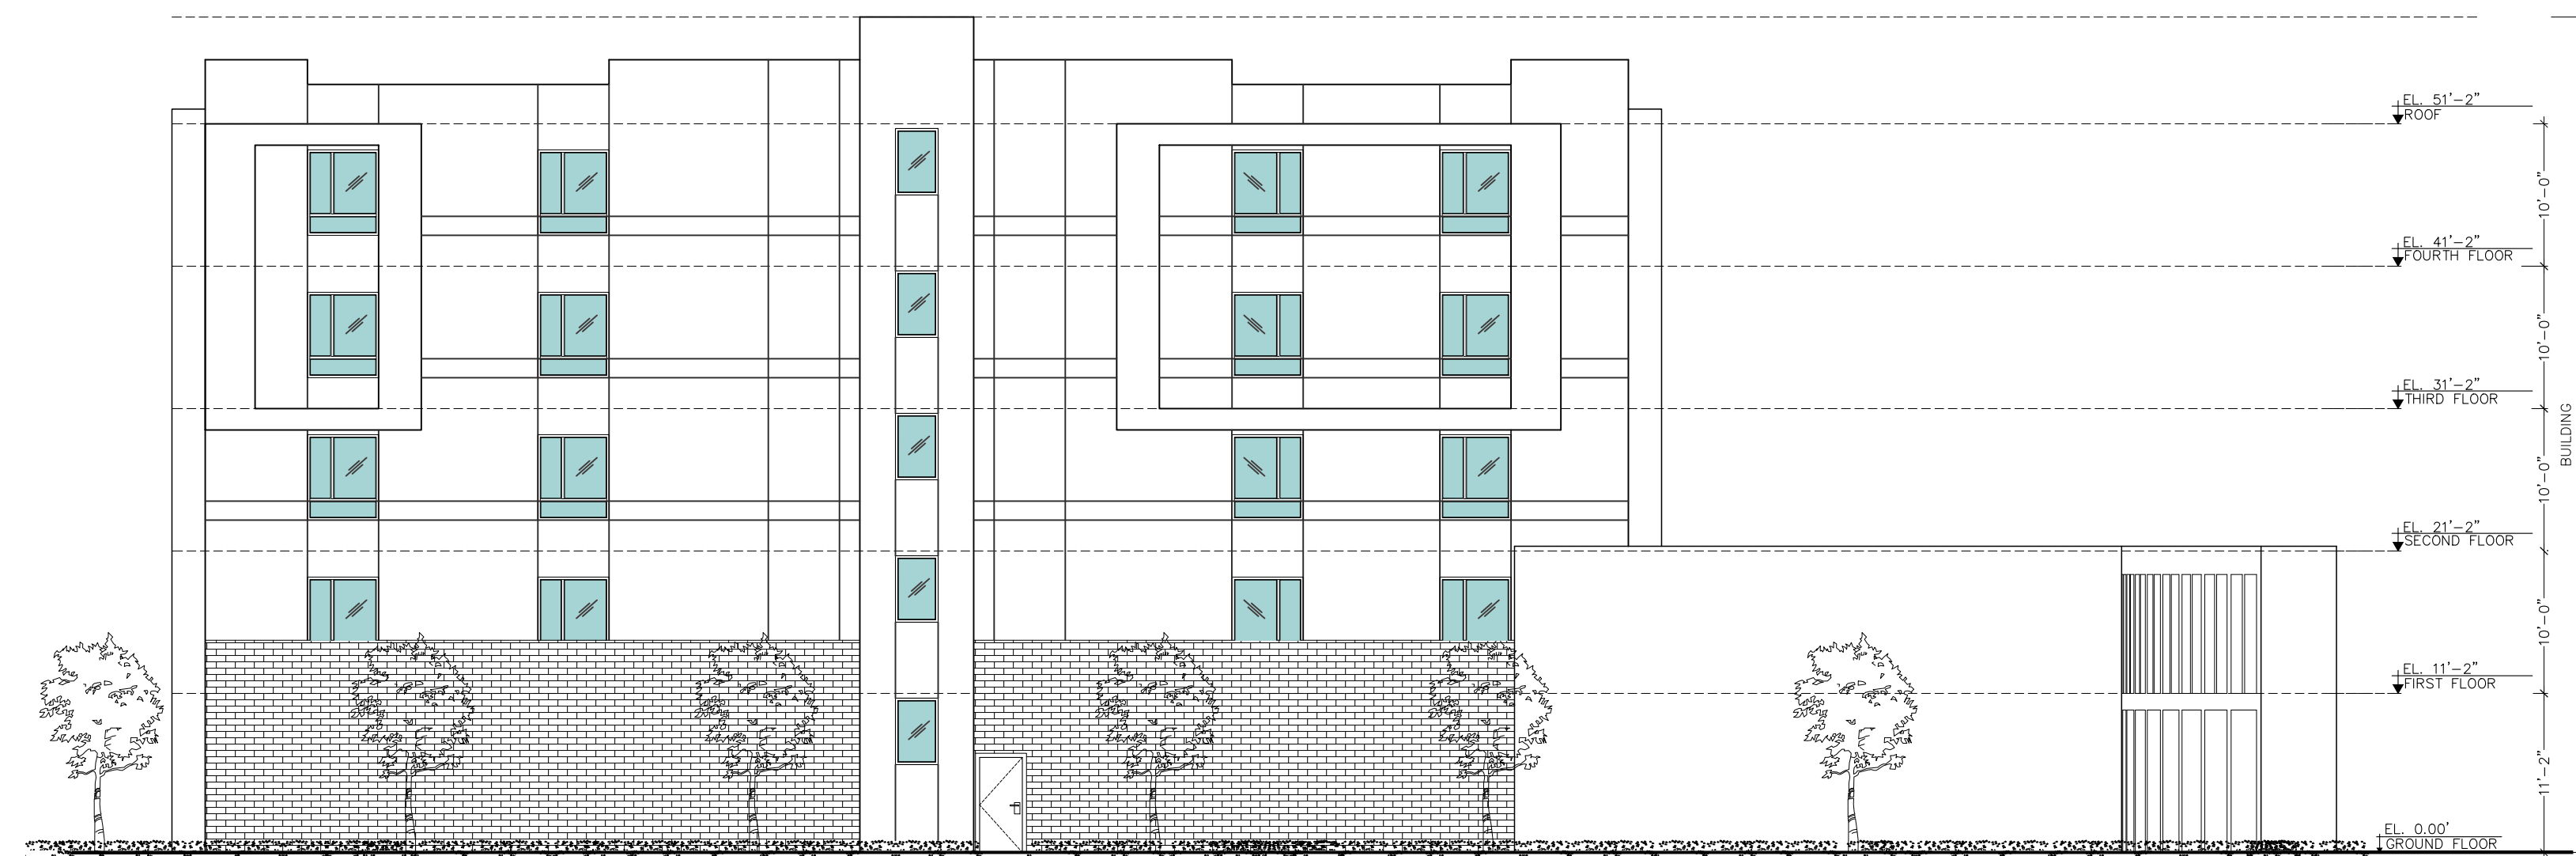 EL. 51'-2"
ROOF
10'-0"
EL. 41'-2"
FOURTH FLOOR
10'-0"
EL. 31'-2"
THIRD FLOOR
BUILDING
10'-0"
EL. 21'-2"
SECOND FLOOR
10'-0"
EL. 11'-2"
FIRST FLOOR
11'-2"
EL. 0.00'
GROUND FLOOR